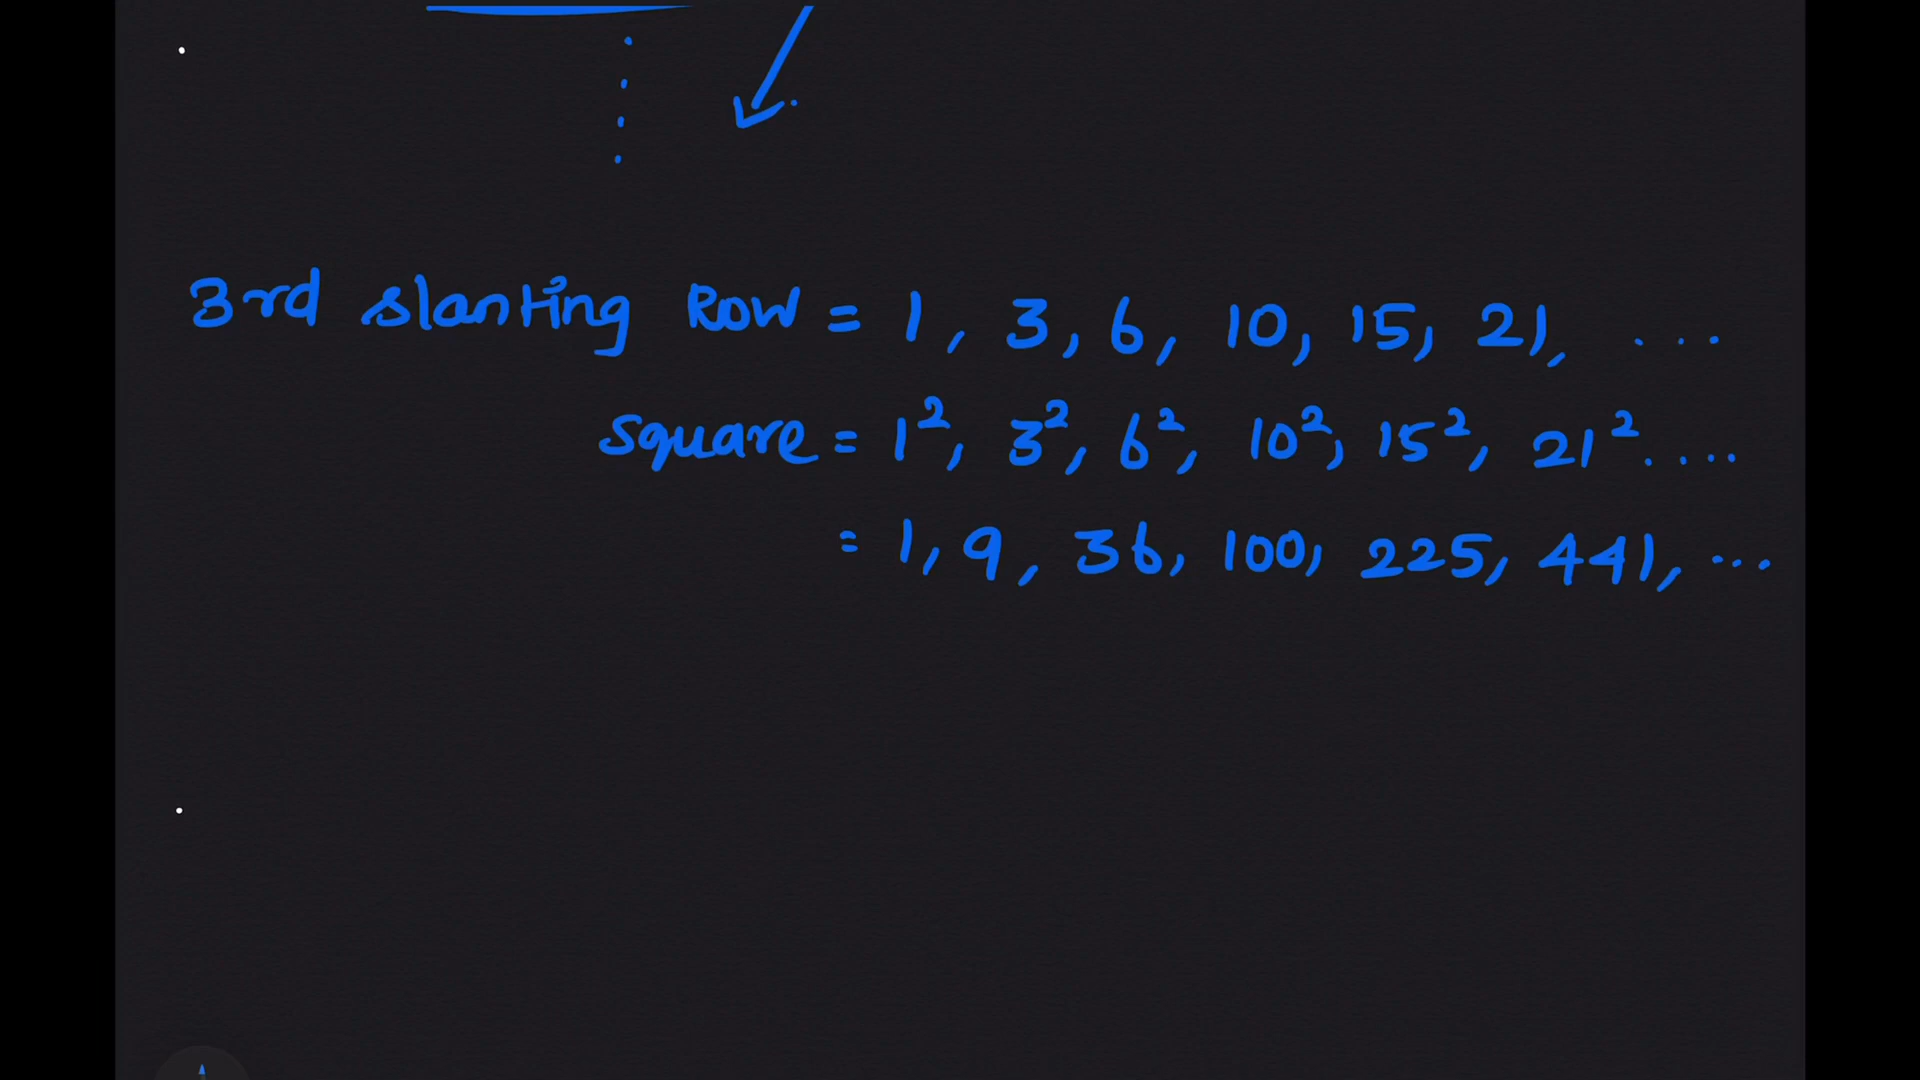 3rd slanting Row = 1, 3, 6, 10, 15, 21, ...
Square = 1², 3², 6², 10², 15², 21² ....
= 1, 9, 36, 100, 225, 441, ...